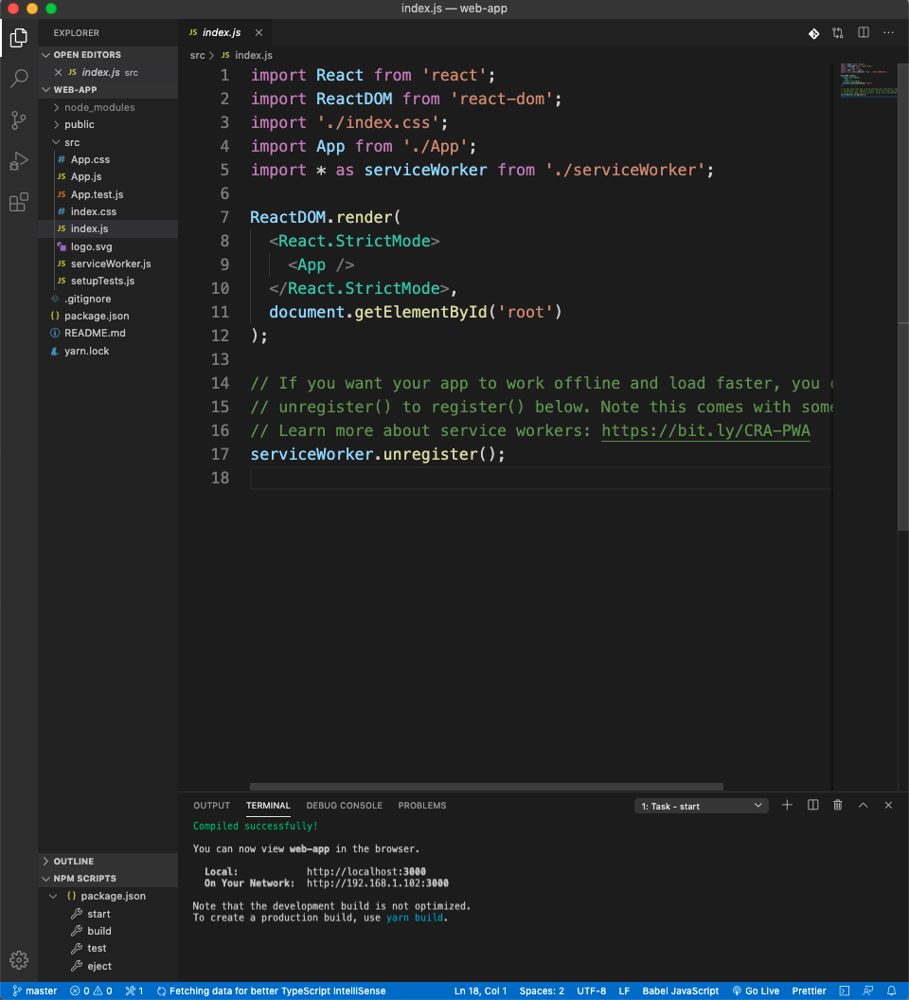 index.js — web-app
EXPLORER
OPEN EDITORS
JS index.js src
WEB-APP
node_modules
public
src
# App.css
JS App.js
JS App.test.js
# index.css
JS index.js
logo.svg
JS serviceWorker.js
JS setupTests.js
.gitignore
{} package.json
README.md
yarn.lock
OUTLINE
NPM SCRIPTS
{} package.json
start
build
test
eject
JS index.js
src > JS index.js
1 import React from 'react';
2 import ReactDOM from 'react-dom';
3 import './index.css';
4 import App from './App';
5 import * as serviceWorker from './serviceWorker';
6
7 ReactDOM.render(
8 <React.StrictMode>
9 <App />
10 </React.StrictMode>,
11 document.getElementById('root')
12 );
13
14 // If you want your app to work offline and load faster, you
15 // unregister() to register() below. Note this comes with some
16 // Learn more about service workers: https://bit.ly/CRA-PWA
17 serviceWorker.unregister();
18
OUTPUT TERMINAL DEBUG CONSOLE PROBLEMS 1: Task - start
Compiled successfully!
You can now view web-app in the browser.
Local: http://localhost:3000
On Your Network: http://192.168.1.102:3000
Note that the development build is not optimized.
To create a production build, use yarn build.
master 0 0 1 Fetching data for better TypeScript IntelliSense Ln 18, Col 1 Spaces: 2 UTF-8 LF Babel JavaScript Go Live Prettier